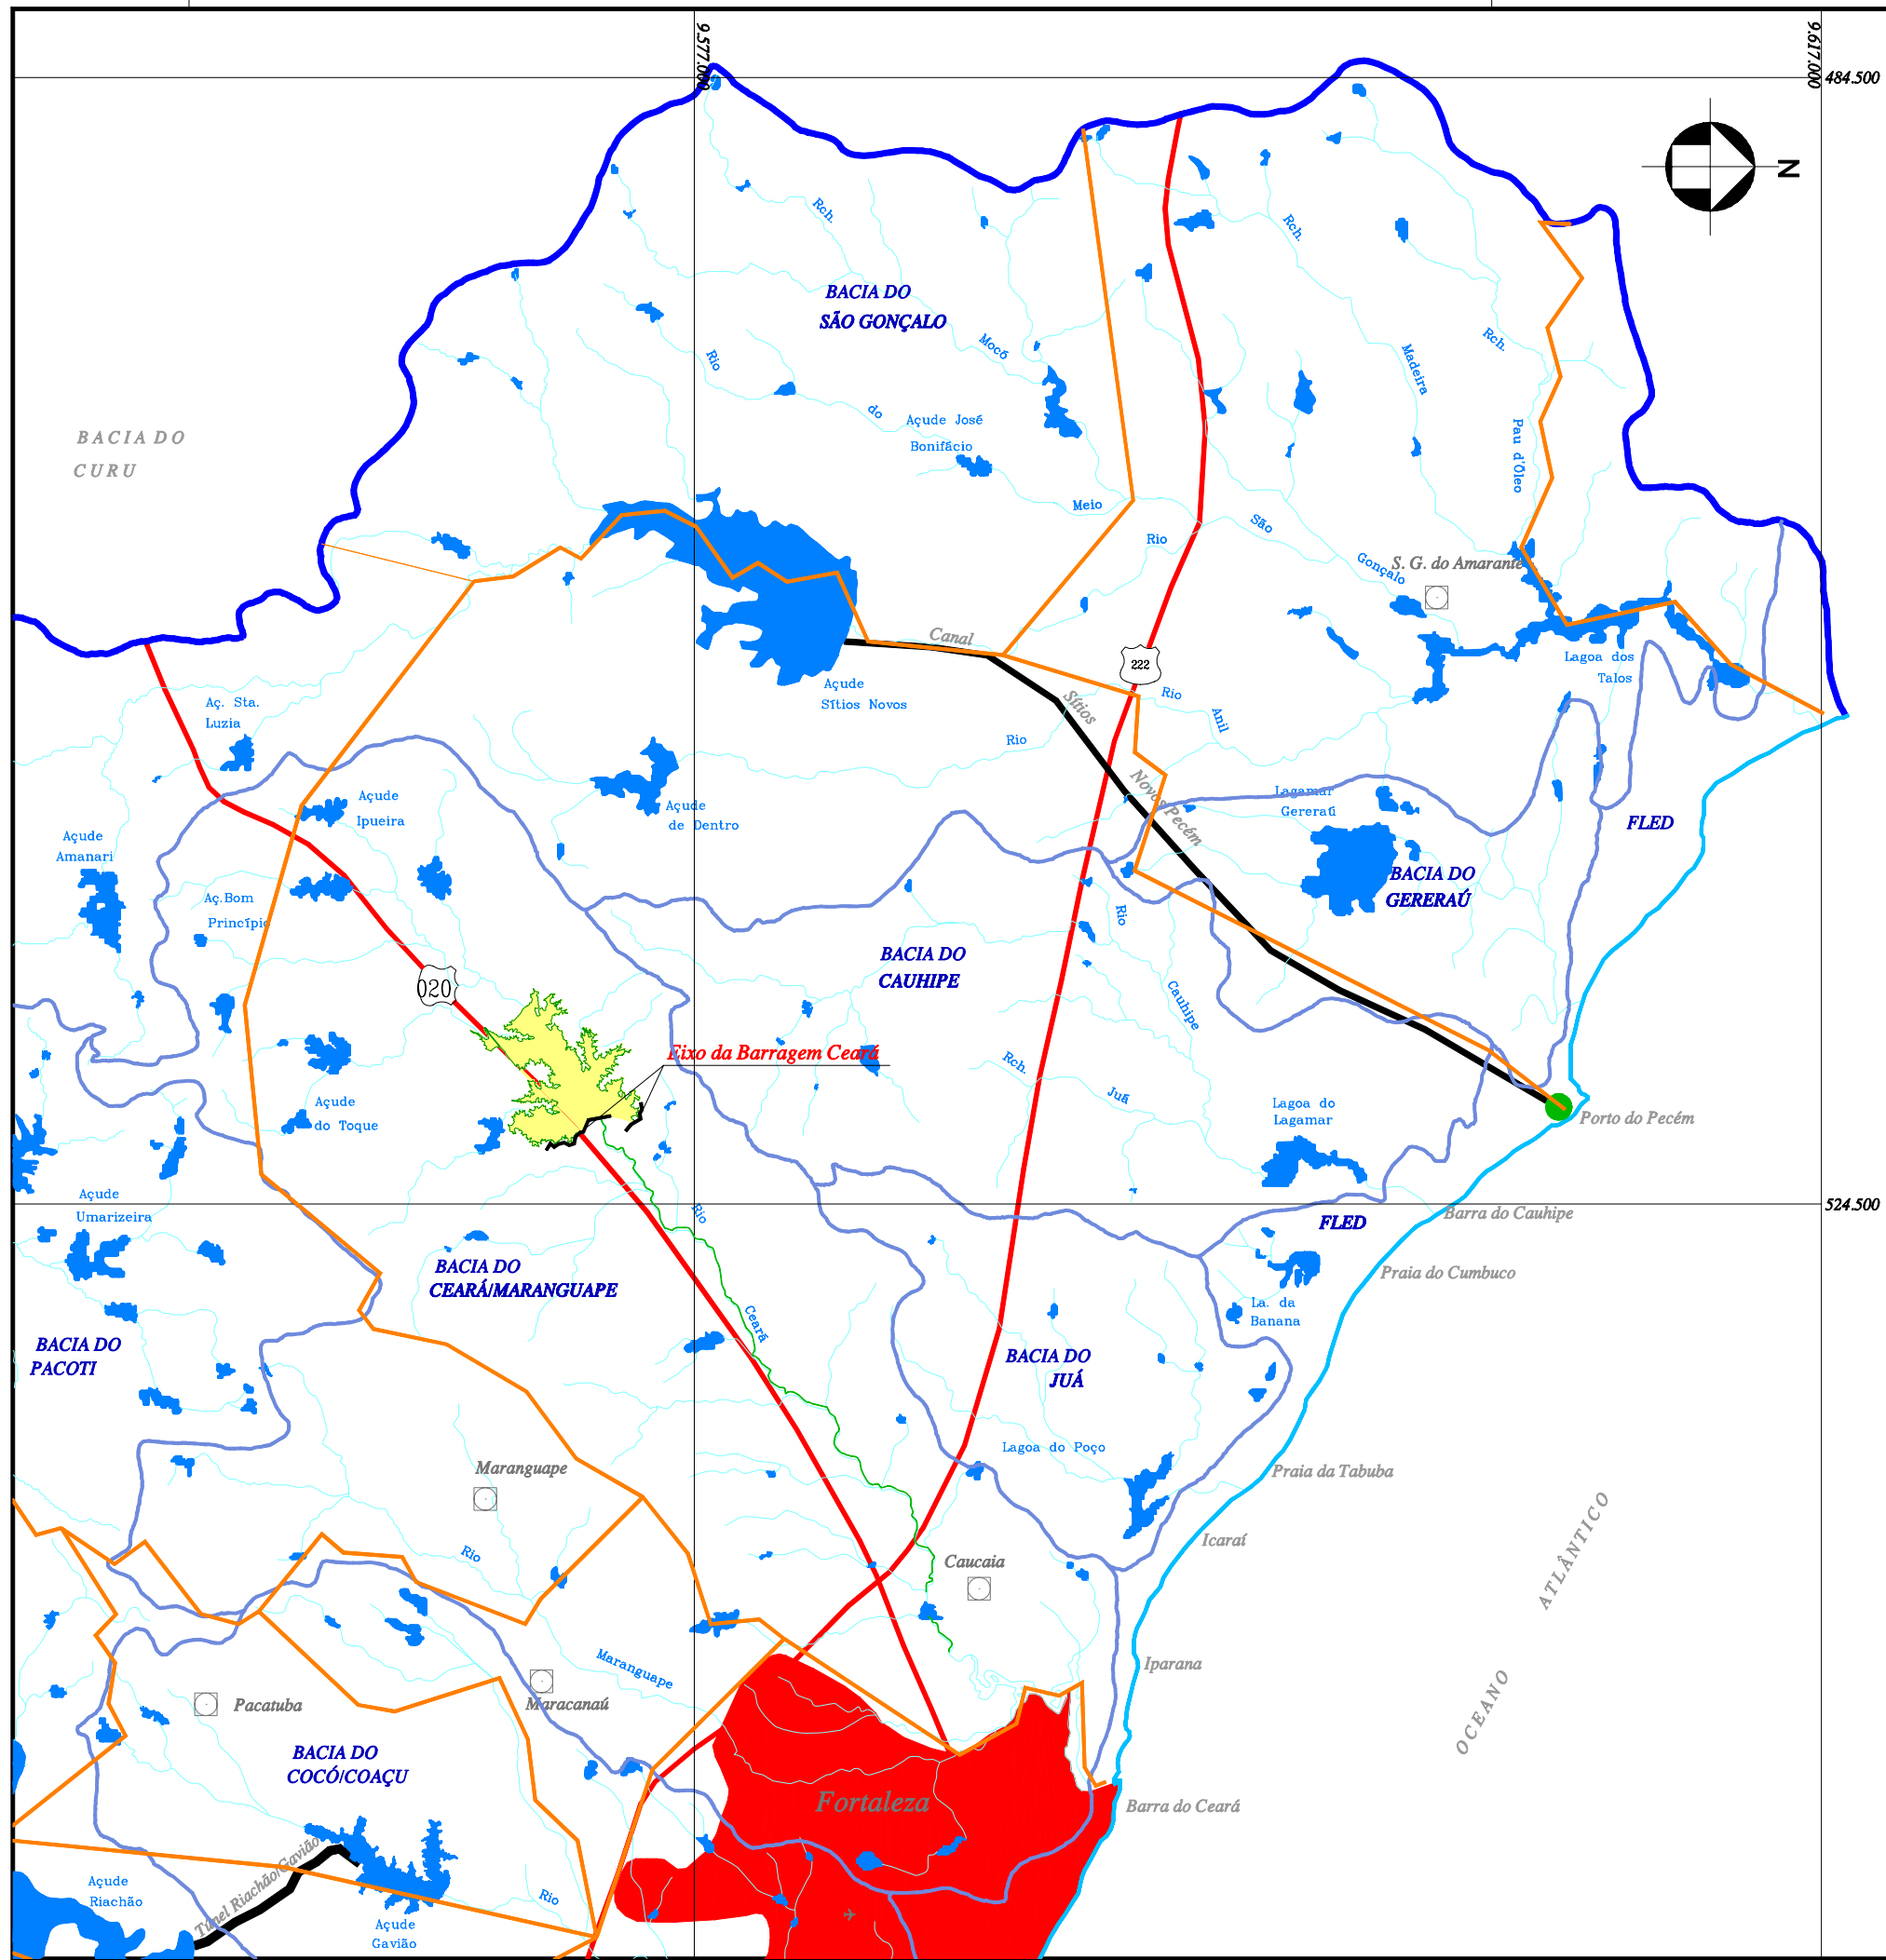 9.577.000
9.617.000
484.500
N
Rch.
Rch.
BACIA DO
SÃO GONÇALO
Rch.
Mocó
Rio
Madeira
do
Açude José
Bonifácio
Pau d'Óleo
BACIA DO
CURU
Meio
São
Rio
Gonçalo
S. G. do Amarante
Canal
222
Lagoa dos
Talos
Açude
Sítios Novos
Sítios
Rio
Anil
Aç. Sta.
Luzia
Rio
Novos
Pecém
Lagamar
Gereraú
Açude
Ipueira
Açude
de Dentro
FLED
Açude
Amanari
BACIA DO
GERERAÚ
Aç.Bom
Princípio
Rio
BACIA DO
CAUHIPE
020
Cauhipe
Eixo da Barragem Ceará
Rch.
Juá
Açude
do Toque
Lagoa do
Lagamar
Porto do Pecém
Açude
Umarizeira
Rio
524.500
Barra do Cauhipe
FLED
BACIA DO
CEARÁ/MARANGUAPE
Praia do Cumbuco
La. da
Banana
Ceará
BACIA DO
PACOTI
BACIA DO
JUÁ
Lagoa do Poço
Maranguape
Praia da Tabuba
Icaraí
Rio
Caucaia
OCEANO
ATLÂNTICO
Maranguape
Iparana
Pacatuba
Maracanaú
BACIA DO
COCÓ/COAÇU
Fortaleza
Barra do Ceará
Túnel Riachão/Gavião
Açude
Riachão
Rio
Açude
Gavião